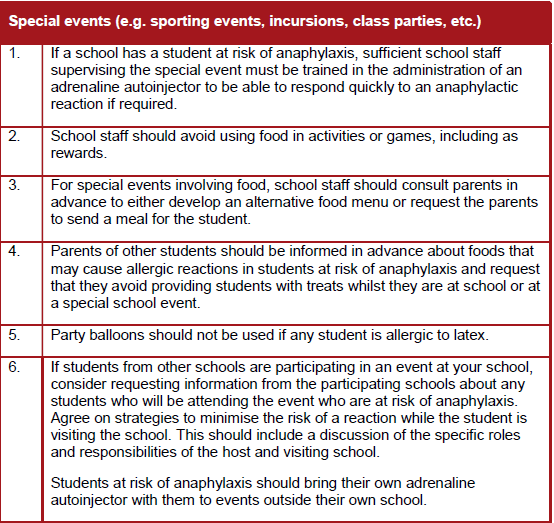 Special events (e.g. sporting events, incursions, class parties, etc.)
1. If a school has a student at risk of anaphylaxis, sufficient school staff
supervising the special event must be trained in the administration of an
adrenaline autoinjector to be able to respond quickly to an anaphylactic
reaction if required.
2. School staff should avoid using food in activities or games, including as
rewards.
3. For special events involving food, school staff should consult parents in
advance to either develop an alternative food menu or request the parents
to send a meal for the student.
4. Parents of other students should be informed in advance about foods that
may cause allergic reactions in students at risk of anaphylaxis and request
that they avoid providing students with treats whilst they are at school or at
a special school event.
5. Party balloons should not be used if any student is allergic to latex.
6. If students from other schools are participating in an event at your school,
consider requesting information from the participating schools about any
students who will be attending the event who are at risk of anaphylaxis.
Agree on strategies to minimise the risk of a reaction while the student is
visiting the school. This should include a discussion of the specific roles
and responsibilities of the host and visiting school.
Students at risk of anaphylaxis should bring their own adrenaline
autoinjector with them to events outside their own school.